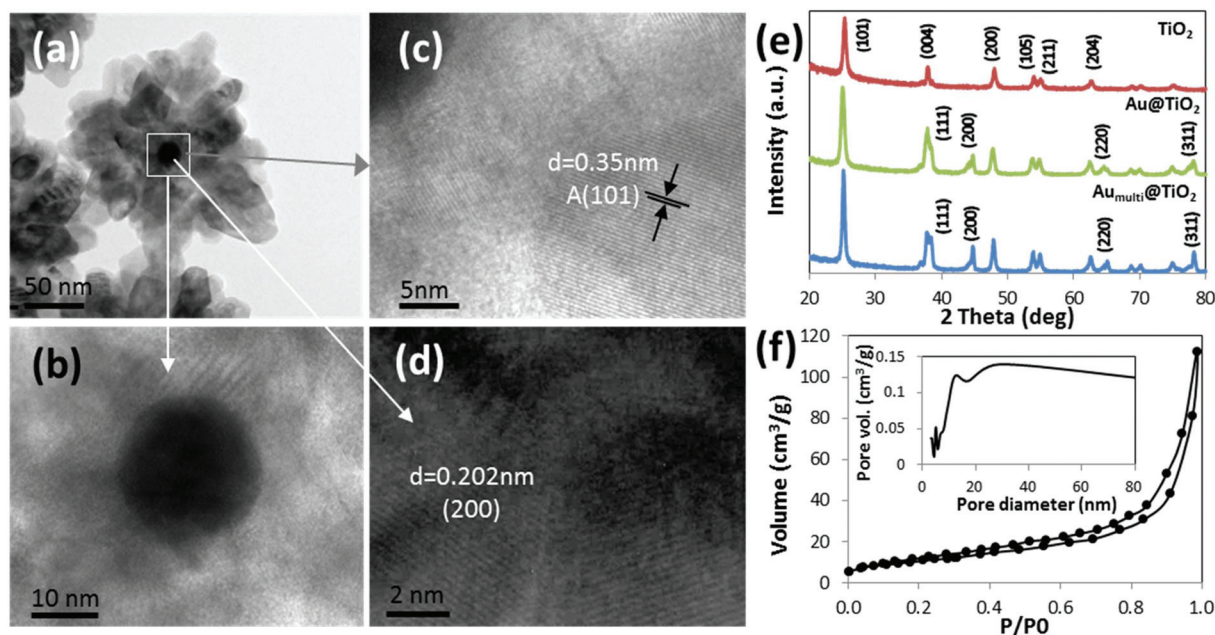 (a)
50 nm
(b)
10 nm
(c)
d=0.35nm
A(101)
5nm
(d)
d=0.202nm
(200)
2 nm
(e)
Intensity (a.u.)
TiO₂
(101)
(004)
(200)
(105)
(211)
(204)
Au@TiO₂
(111)
(200)
(220)
(311)
Au_multi@TiO₂
(111)
(200)
(220)
(311)
20 30 40 50 60 70 80
2 Theta (deg)
(f)
Volume (cm³/g)
120
100
80
60
40
20
0
0.0 0.2 0.4 0.6 0.8 1.0
P/P0
Pore vol. (cm³/g)
0.15
0.1
0.05
0
0 20 40 60 80
Pore diameter (nm)